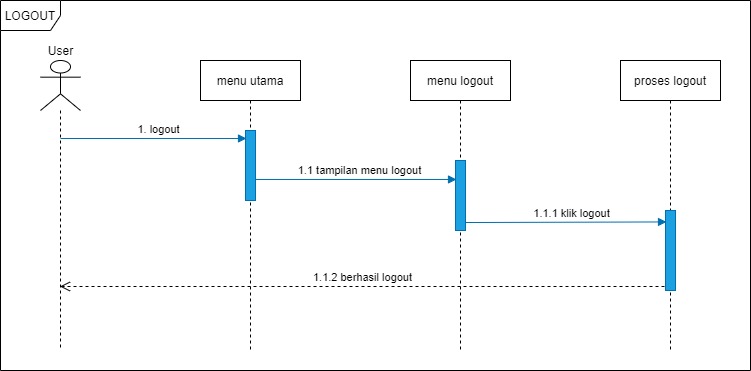 LOGOUT
User
menu utama
menu logout
proses logout
1. logout
1.1 tampilan menu logout
1.1.1 klik logout
1.1.2 berhasil logout